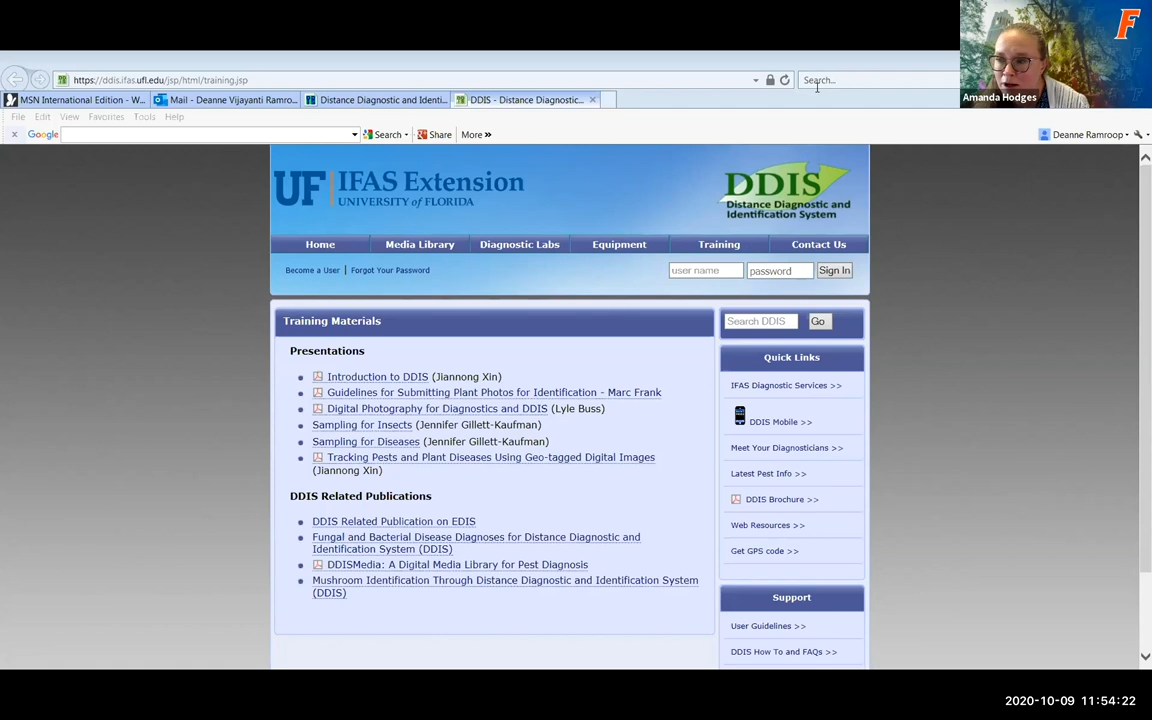 F
Amanda Hodges
https://ddis.ifas.ufl.edu/jsp/html/training.jsp
Search...
MSN International Edition - W...
Mail - Deanne Vijayanti Ramro...
Distance Diagnostic and Identi...
DDIS - Distance Diagnostic...
File Edit View Favorites Tools Help
Google
Search
Share
More »
Deanne Ramroop
UF IFAS Extension
UNIVERSITY of FLORIDA
DDIS
Distance Diagnostic and
Identification System
Home
Media Library
Diagnostic Labs
Equipment
Training
Contact Us
Become a User | Forgot Your Password
user name
password
Sign In
Training Materials
Presentations
Introduction to DDIS (Jiannong Xin)
Guidelines for Submitting Plant Photos for Identification - Marc Frank
Digital Photography for Diagnostics and DDIS (Lyle Buss)
Sampling for Insects (Jennifer Gillett-Kaufman)
Sampling for Diseases (Jennifer Gillett-Kaufman)
Tracking Pests and Plant Diseases Using Geo-tagged Digital Images
(Jiannong Xin)
DDIS Related Publications
DDIS Related Publication on EDIS
Fungal and Bacterial Disease Diagnoses for Distance Diagnostic and
Identification System (DDIS)
DDISMedia: A Digital Media Library for Pest Diagnosis
Mushroom Identification Through Distance Diagnostic and Identification System
(DDIS)
Search DDIS
Go
Quick Links
IFAS Diagnostic Services >>
DDIS Mobile >>
Meet Your Diagnosticians >>
Latest Pest Info >>
DDIS Brochure >>
Web Resources >>
Get GPS code >>
Support
User Guidelines >>
DDIS How To and FAQs >>
2020-10-09 11:54:22